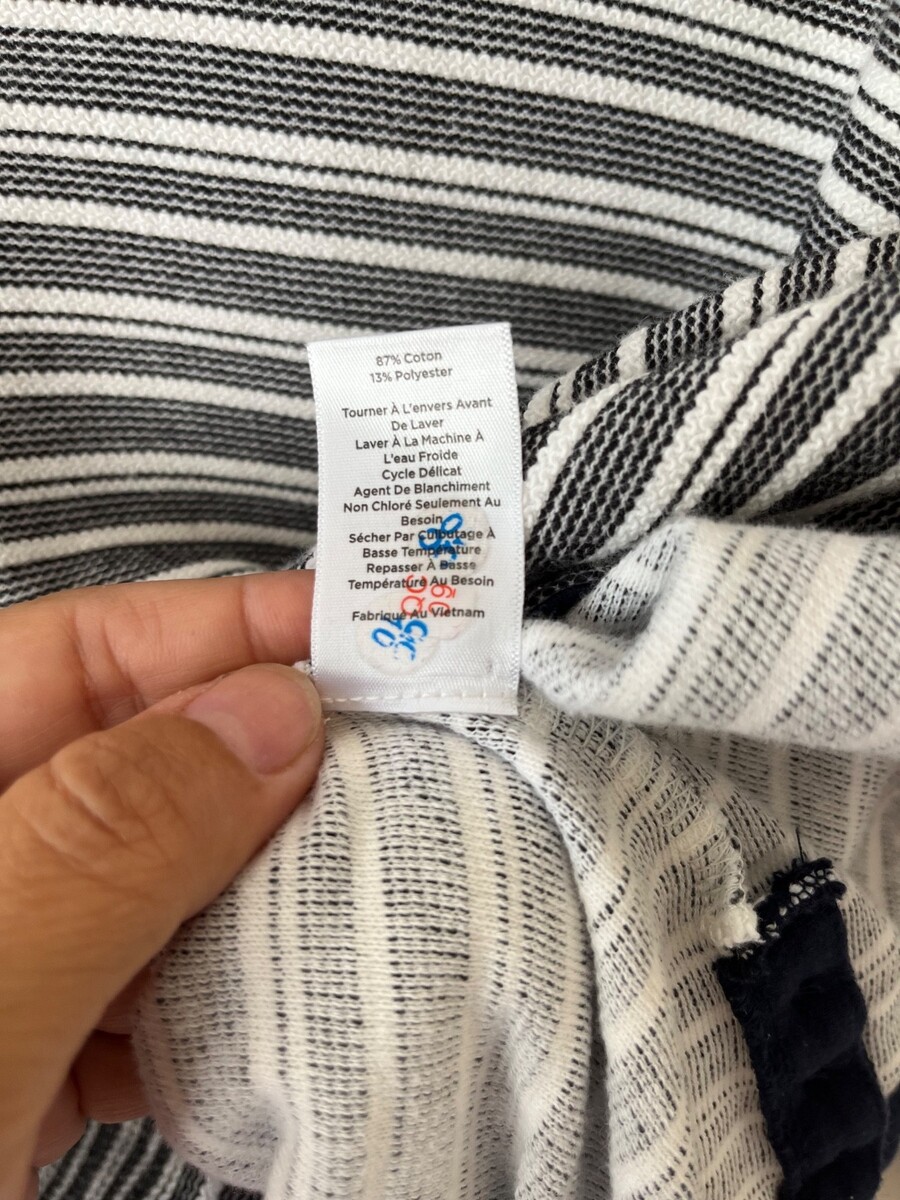 87% Coton
13% Polyester
Tourner À L'envers Avant
De Laver
Laver À La Machine À
L'eau Froide
Cycle Délicat
Agent De Blanchiment
Non Chloré Seulement Au
Besoin
Sécher Par Culbutage À
Basse Température
Repasser À Basse
Température Au Besoin
Fabriqué Au Vietnam